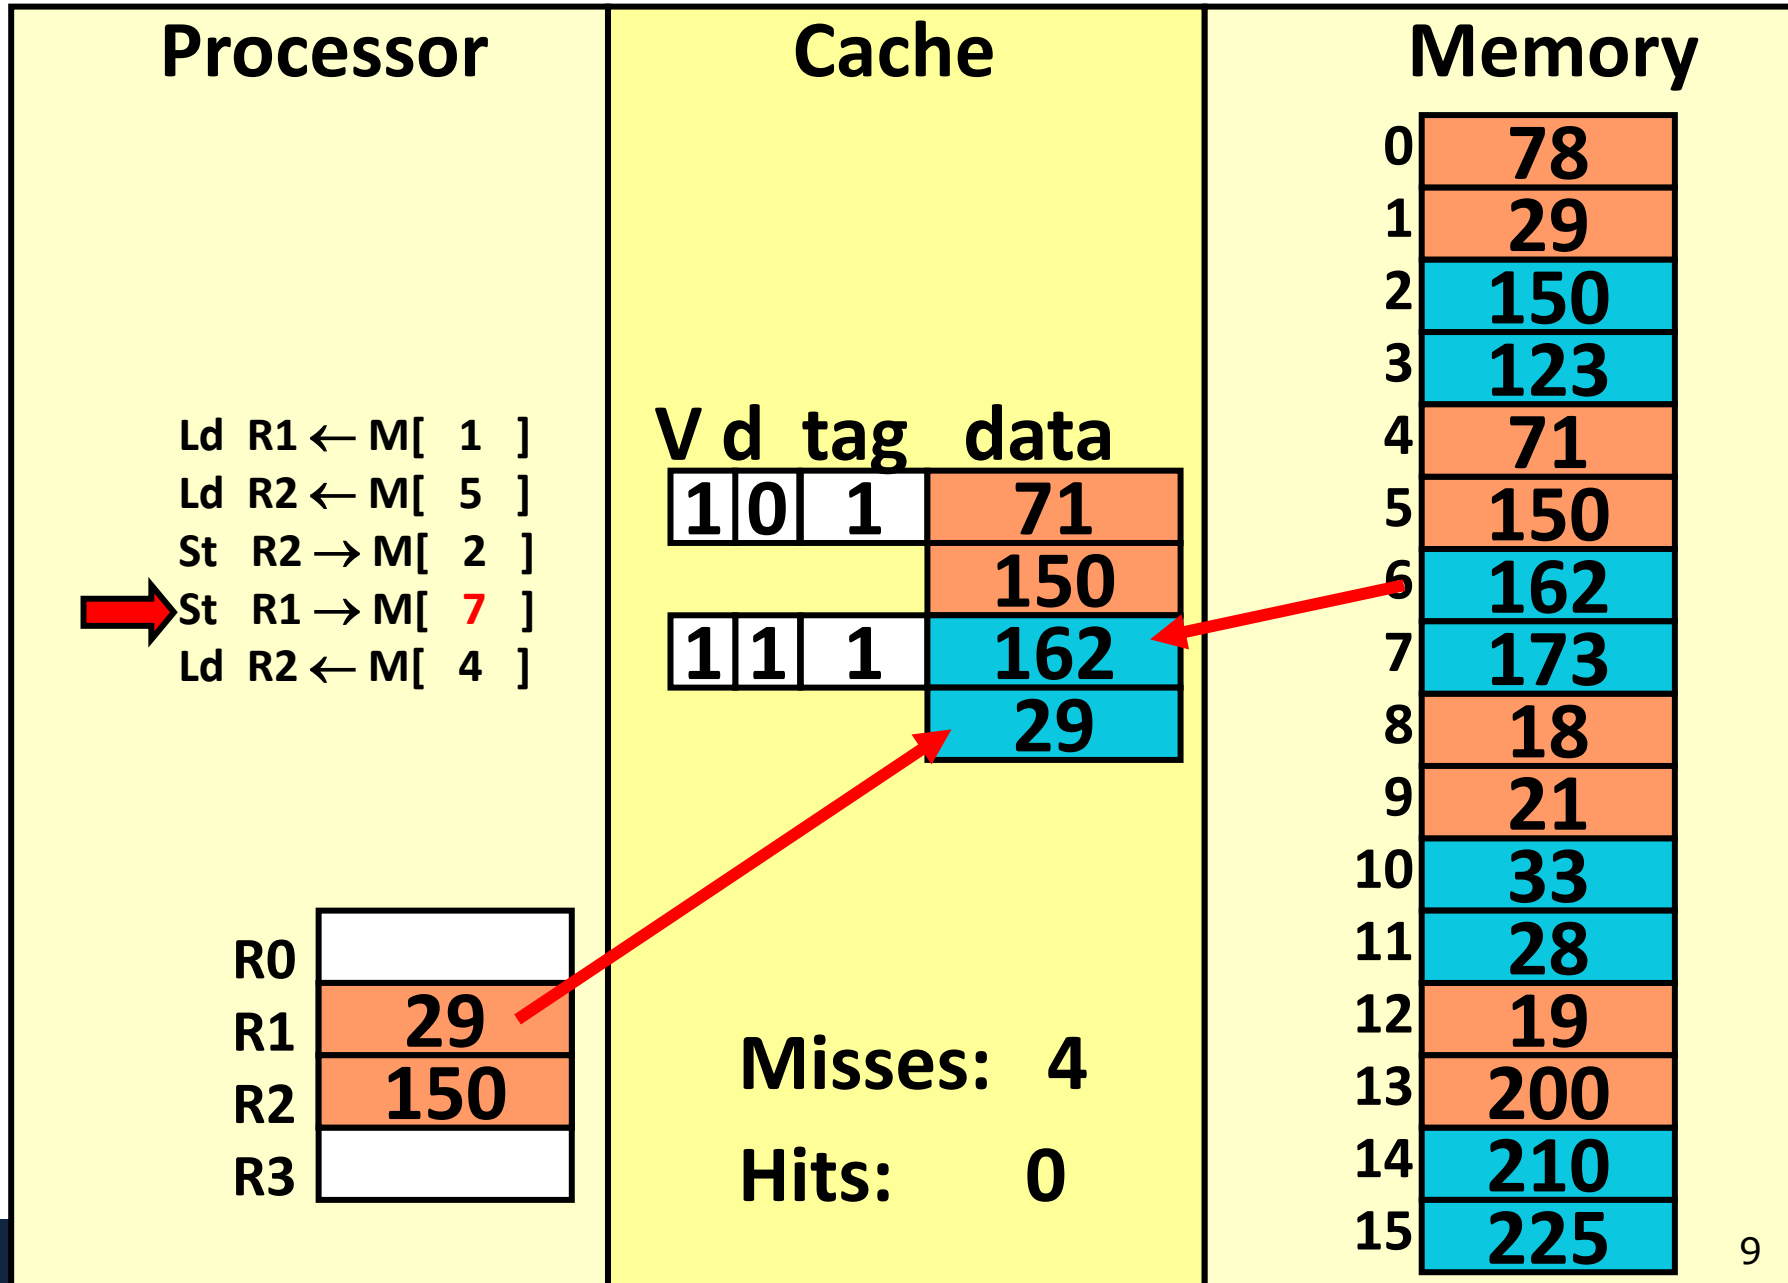 Processor
Ld R1 ← M[ 1 ]
Ld R2 ← M[ 5 ]
St R2 → M[ 2 ]
St R1 → M[ 7 ]
Ld R2 ← M[ 4 ]
R0
R1 29
R2 150
R3
Cache
V d tag data
1 0 1 71
150
1 1 1 162
29
Misses: 4
Hits: 0
Memory
0 78
1 29
2 150
3 123
4 71
5 150
6 162
7 173
8 18
9 21
10 33
11 28
12 19
13 200
14 210
15 225
9